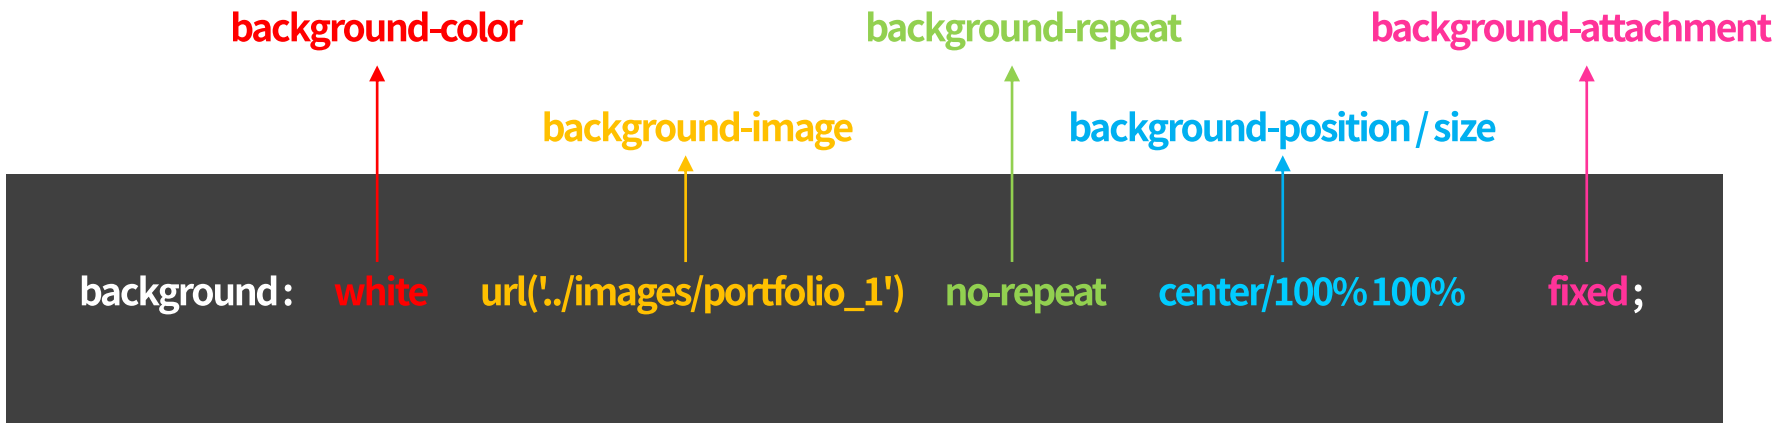 background-color background-repeat background-attachment
background-image background-position / size
background : white url('../images/portfolio_1') no-repeat center/100% 100% fixed ;